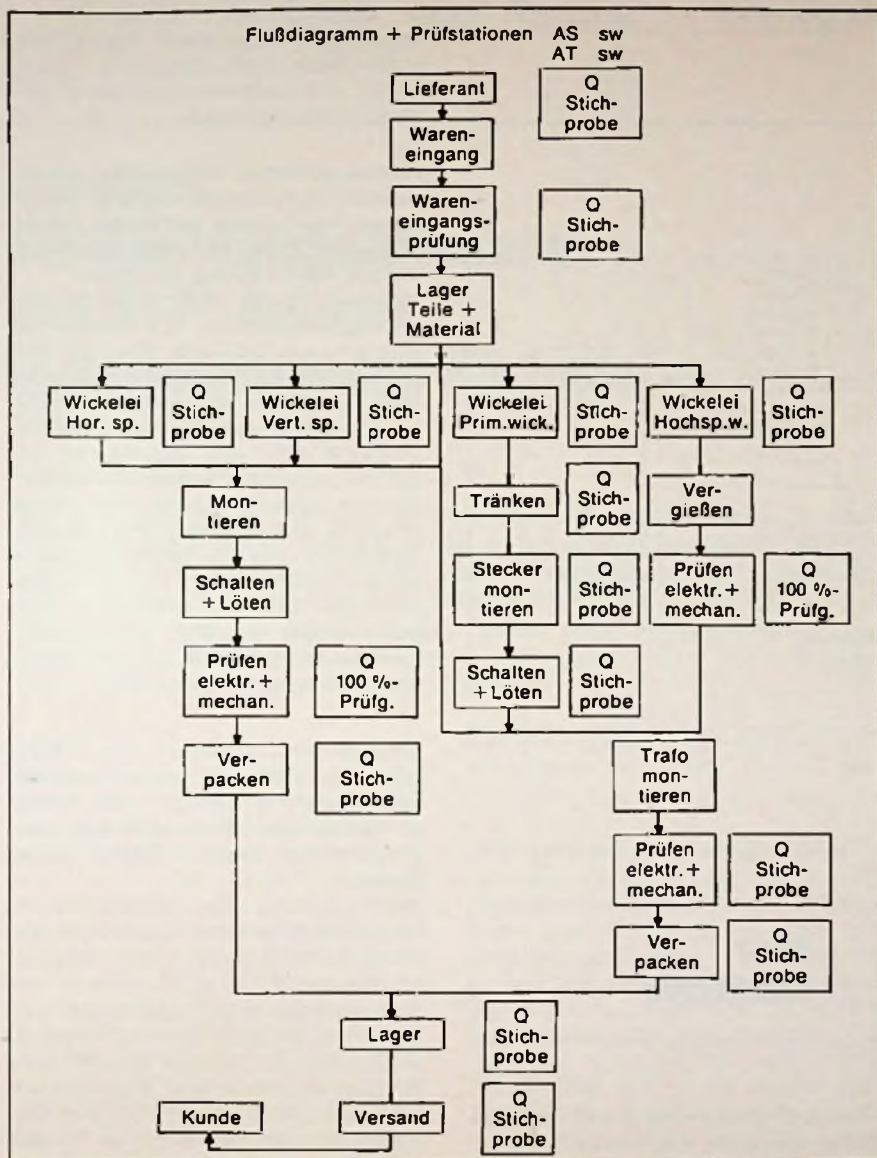 Flußdiagramm + Prüfstationen AS sw
AT sw
Lieferant
Q
Stich-
probe
Waren-
eingang
Waren-
eingangs-
prüfung
Q
Stich-
probe
Lager
Teile +
Material
Wickelei
Hor. sp.
Q
Stich-
probe
Wickelei
Vert. sp.
Q
Stich-
probe
Wickelei
Prim.wick.
Q
Stich-
probe
Wickelei
Hochsp.w.
Q
Stich-
probe
Mon-
tieren
Tränken
Q
Stich-
probe
Ver-
gießen
Schalten
+ Löten
Stecker
mon-
tieren
Q
Stich-
probe
Prüfen
elektr. +
mechan.
Q
100 %-
Prüfg.
Prüfen
elektr. +
mechan.
Q
100 %-
Prüfg.
Schalten
+ Löten
Q
Stich-
probe
Ver-
packen
Q
Stich-
probe
Trafo
mon-
tieren
Prüfen
elektr. +
mechan.
Q
Stich-
probe
Ver-
packen
Q
Stich-
probe
Lager
Q
Stich-
probe
Kunde
Versand
Q
Stich-
probe